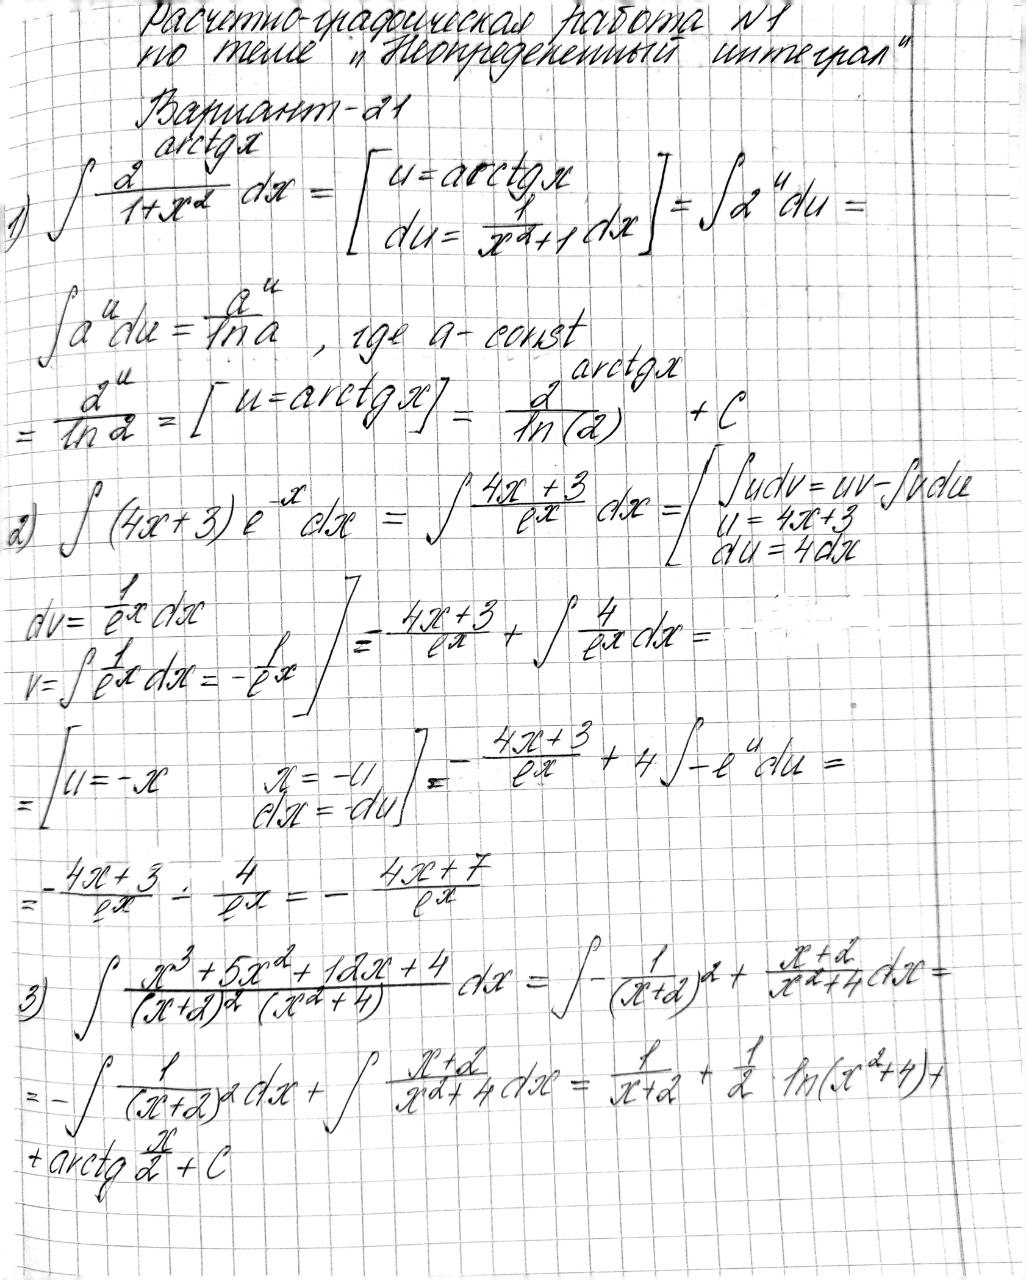 Расчетно-графическая работа №1
по теме "Неопределенный интеграл"
Вариант-21
1) ∫ 2^(arctgx)/(1+x²) dx = [u = arctgx; du = 1/(x²+1) dx] = ∫2^u du =
∫a^u du = a^u/ln a , где a - const
= 2^u/ln 2 = [u = arctgx] = 2^(arctgx)/ln(2) + C
2) ∫ (4x+3) e^(-x) dx = ∫ (4x+3)/e^x dx = [∫udv = uv - ∫vdu
u = 4x+3
du = 4dx
dv = 1/e^x dx
v = ∫ 1/e^x dx = - 1/e^x ] = - (4x+3)/e^x + ∫ 4/e^x dx =
= [u = -x x = -u
dx = -du] = - (4x+3)/e^x + 4 ∫ -e^u du =
= - (4x+3)/e^x - 4/e^x = - (4x+7)/e^x
3) ∫ (x³+5x²+12x+4)/((x+2)² (x²+4)) dx = ∫ - 1/(x+2)² + (x+2)/(x²+4) dx =
= - ∫ 1/(x+2)² dx + ∫ (x+2)/(x²+4) dx = 1/(x+2) + 1/2 · ln(x²+4) +
+ arctg x/2 + C